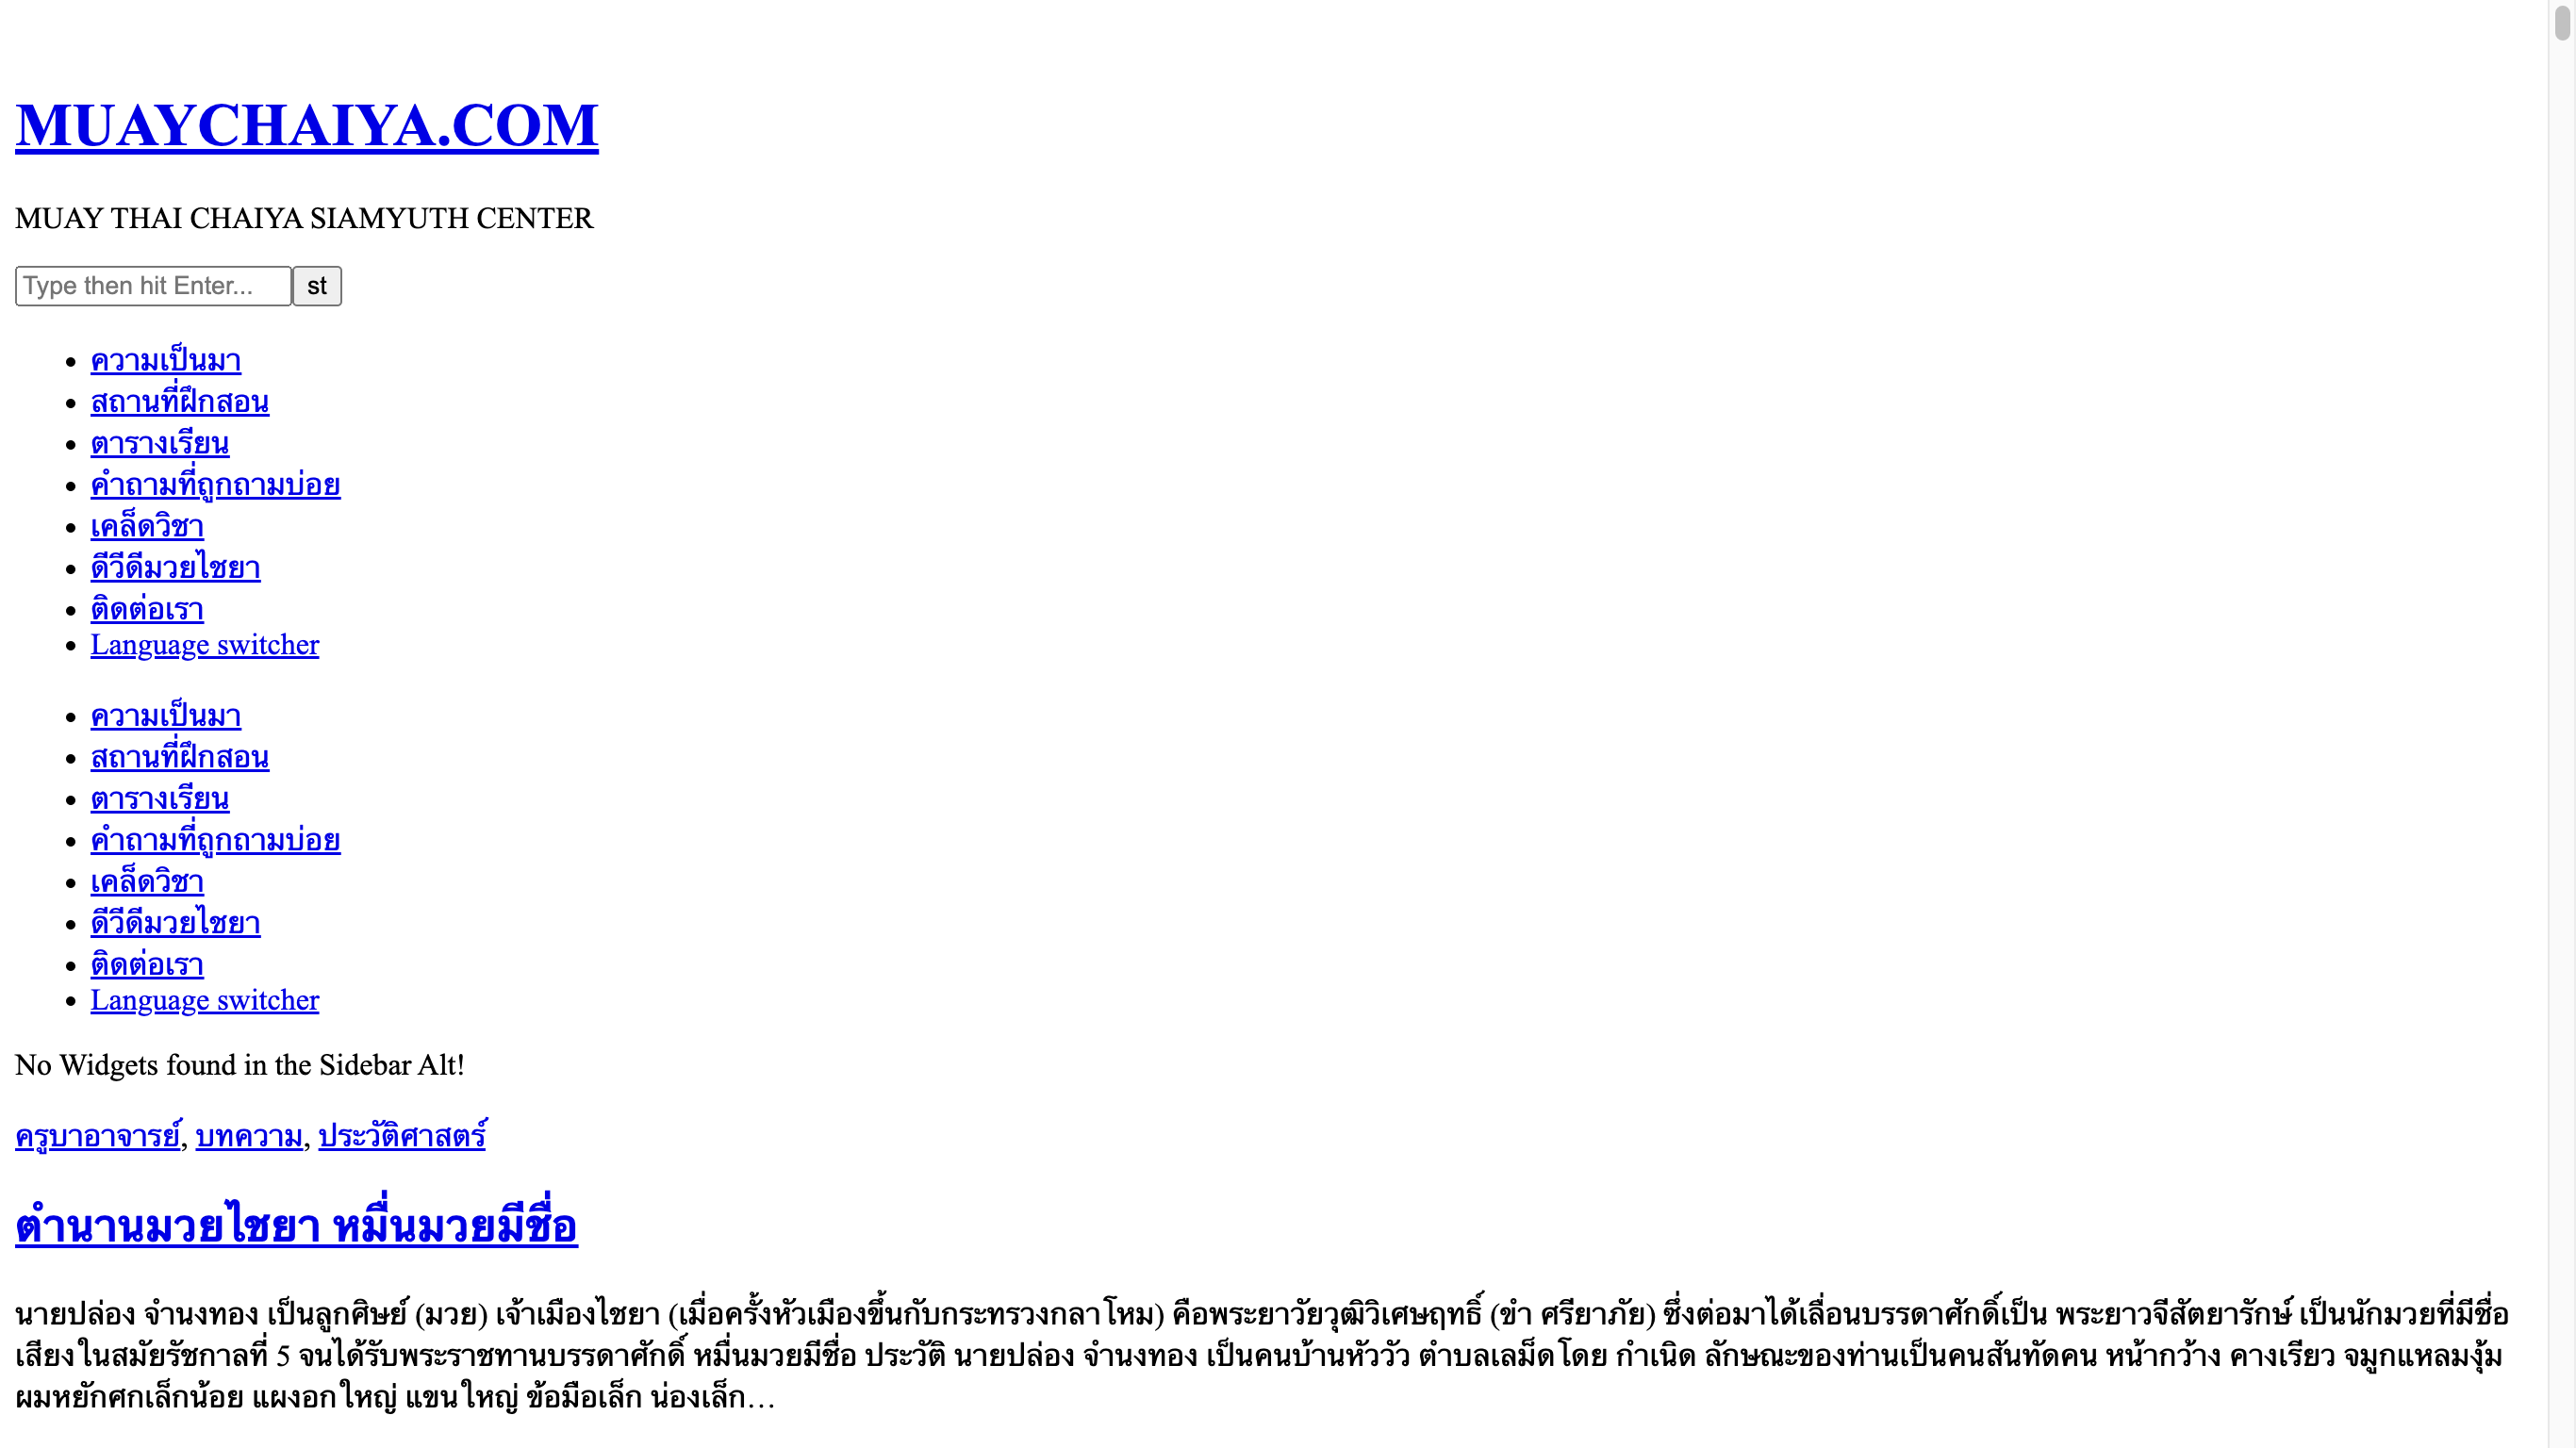 MUAYCHAIYA.COM
MUAY THAI CHAIYA SIAMYUTH CENTER
Type then hit Enter... st
ความเป็นมา
สถานที่ฝึกสอน
ตารางเรียน
คำถามที่ถูกถามบ่อย
เคล็ดวิชา
ดีวีดีมวยไชยา
ติดต่อเรา
Language switcher
ความเป็นมา
สถานที่ฝึกสอน
ตารางเรียน
คำถามที่ถูกถามบ่อย
เคล็ดวิชา
ดีวีดีมวยไชยา
ติดต่อเรา
Language switcher
No Widgets found in the Sidebar Alt!
ครูบาอาจารย์, บทความ, ประวัติศาสตร์
ตำนานมวยไชยา หมื่นมวยมีชื่อ
นายปล่อง จำนงทอง เป็นลูกศิษย์ (มวย) เจ้าเมืองไชยา (เมื่อครั้งหัวเมืองขึ้นกับกระทรวงกลาโหม) คือพระยาวัยวุฒิวิเศษฤทธิ์ (ขำ ศรียาภัย) ซึ่งต่อมาได้เลื่อนบรรดาศักดิ์เป็น พระยาวจีสัตยารักษ์ เป็นนักมวยที่มีชื่อ
เสียงในสมัยรัชกาลที่ 5 จนได้รับพระราชทานบรรดาศักดิ์ หมื่นมวยมีชื่อ ประวัติ นายปล่อง จำนงทอง เป็นคนบ้านหัววัว ตำบลเลม็ดโดย กำเนิด ลักษณะของท่านเป็นคนสันทัดคน หน้ากว้าง คางเรียว จมูกแหลมงุ้ม
ผมหยักศกเล็กน้อย แผงอกใหญ่ แขนใหญ่ ข้อมือเล็ก น่องเล็ก…